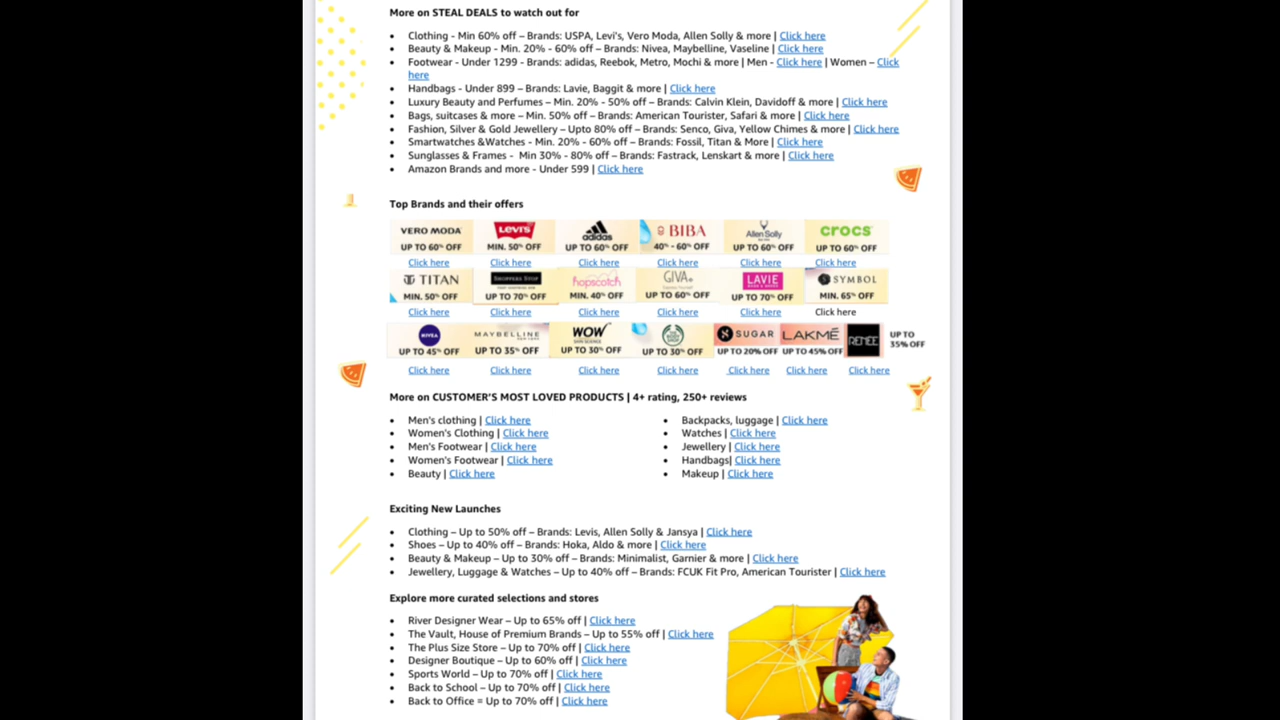 More on STEAL DEALS to watch out for
• Clothing - Min 60% off – Brands: USPA, Levi's, Vero Moda, Allen Solly & more | Click here
• Beauty & Makeup - Min. 20% - 60% off – Brands: Nivea, Maybelline, Vaseline | Click here
• Footwear - Under 1299 - Brands: adidas, Reebok, Metro, Mochi & more | Men - Click here | Women – Click
here
• Handbags - Under 899 – Brands: Lavie, Baggit & more | Click here
• Luxury Beauty and Perfumes – Min. 20% - 50% off – Brands: Calvin Klein, Davidoff & more | Click here
• Bags, suitcases & more – Min. 50% off – Brands: American Tourister, Safari & more | Click here
• Fashion, Silver & Gold Jewellery – Upto 80% off – Brands: Senco, Giva, Yellow Chimes & more | Click here
• Smartwatches &Watches - Min. 20% - 60% off – Brands: Fossil, Titan & More | Click here
• Sunglasses & Frames - Min 30% - 80% off – Brands: Fastrack, Lenskart & more | Click here
• Amazon Brands and more - Under 599 | Click here
Top Brands and their offers
VERO MODA Levi's adidas BIBA Allen Solly crocs
UP TO 60% OFF MIN. 50% OFF UP TO 60% OFF 40% - 60% OFF UP TO 60% OFF UP TO 60% OFF
Click here Click here Click here Click here Click here Click here
TITAN SHOPPERS STOP hopscotch GIVA LAVIE SYMBOL
MIN. 50% OFF UP TO 70% OFF MIN. 40% OFF UP TO 60% OFF UP TO 70% OFF MIN. 65% OFF
Click here Click here Click here Click here Click here Click here
NIVEA MAYBELLINE WOW SKIN SCIENCE SUGAR LAKMÉ RENEE UP TO
UP TO 45% OFF UP TO 35% OFF UP TO 30% OFF UP TO 30% OFF UP TO 20% OFF UP TO 45% OFF 35% OFF
Click here Click here Click here Click here Click here Click here Click here
More on CUSTOMER'S MOST LOVED PRODUCTS | 4+ rating, 250+ reviews
• Men's clothing | Click here
• Women's Clothing | Click here
• Men's Footwear | Click here
• Women's Footwear | Click here
• Beauty | Click here
• Backpacks, luggage | Click here
• Watches | Click here
• Jewellery | Click here
• Handbags| Click here
• Makeup | Click here
Exciting New Launches
• Clothing – Up to 50% off – Brands: Levis, Allen Solly & Jansya | Click here
• Shoes – Up to 40% off – Brands: Hoka, Aldo & more | Click here
• Beauty & Makeup – Up to 30% off – Brands: Minimalist, Garnier & more | Click here
• Jewellery, Luggage & Watches – Up to 40% off – Brands: FCUK Fit Pro, American Tourister | Click here
Explore more curated selections and stores
• River Designer Wear – Up to 65% off | Click here
• The Vault, House of Premium Brands – Up to 55% off | Click here
• The Plus Size Store – Up to 70% off | Click here
• Designer Boutique – Up to 60% off | Click here
• Sports World – Up to 70% off | Click here
• Back to School – Up to 70% off | Click here
• Back to Office = Up to 70% off | Click here